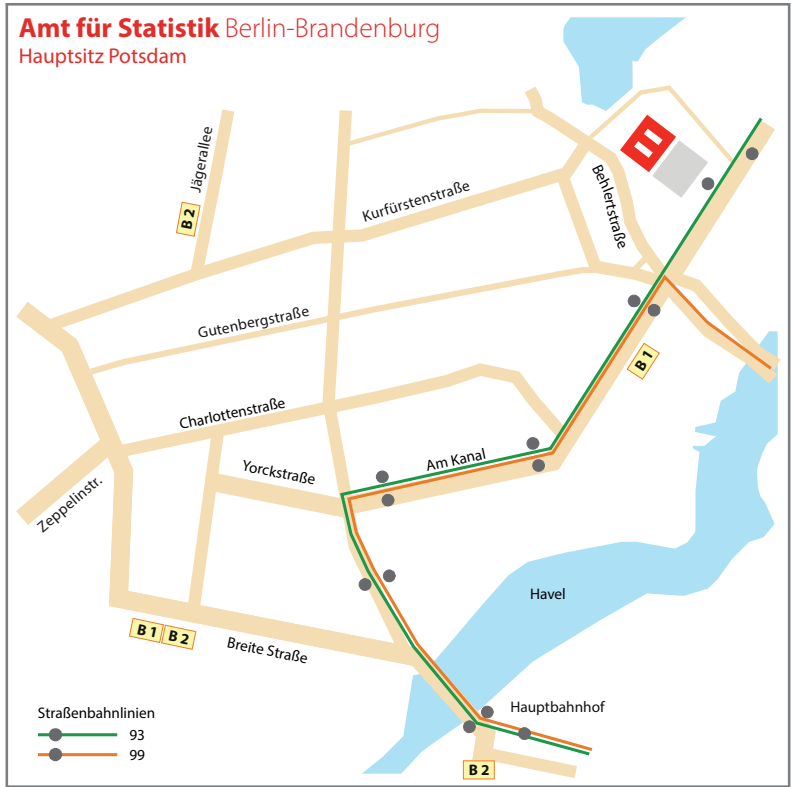 Amt für Statistik Berlin-Brandenburg
Hauptsitz Potsdam
Jägerallee
B 2
Kurfürstenstraße
Behlertstraße
Gutenbergstraße
B 1
Charlottenstraße
Am Kanal
Yorckstraße
Zeppelinstr.
Havel
B 1 B 2
Breite Straße
Hauptbahnhof
Straßenbahnlinien
93
99
B 2